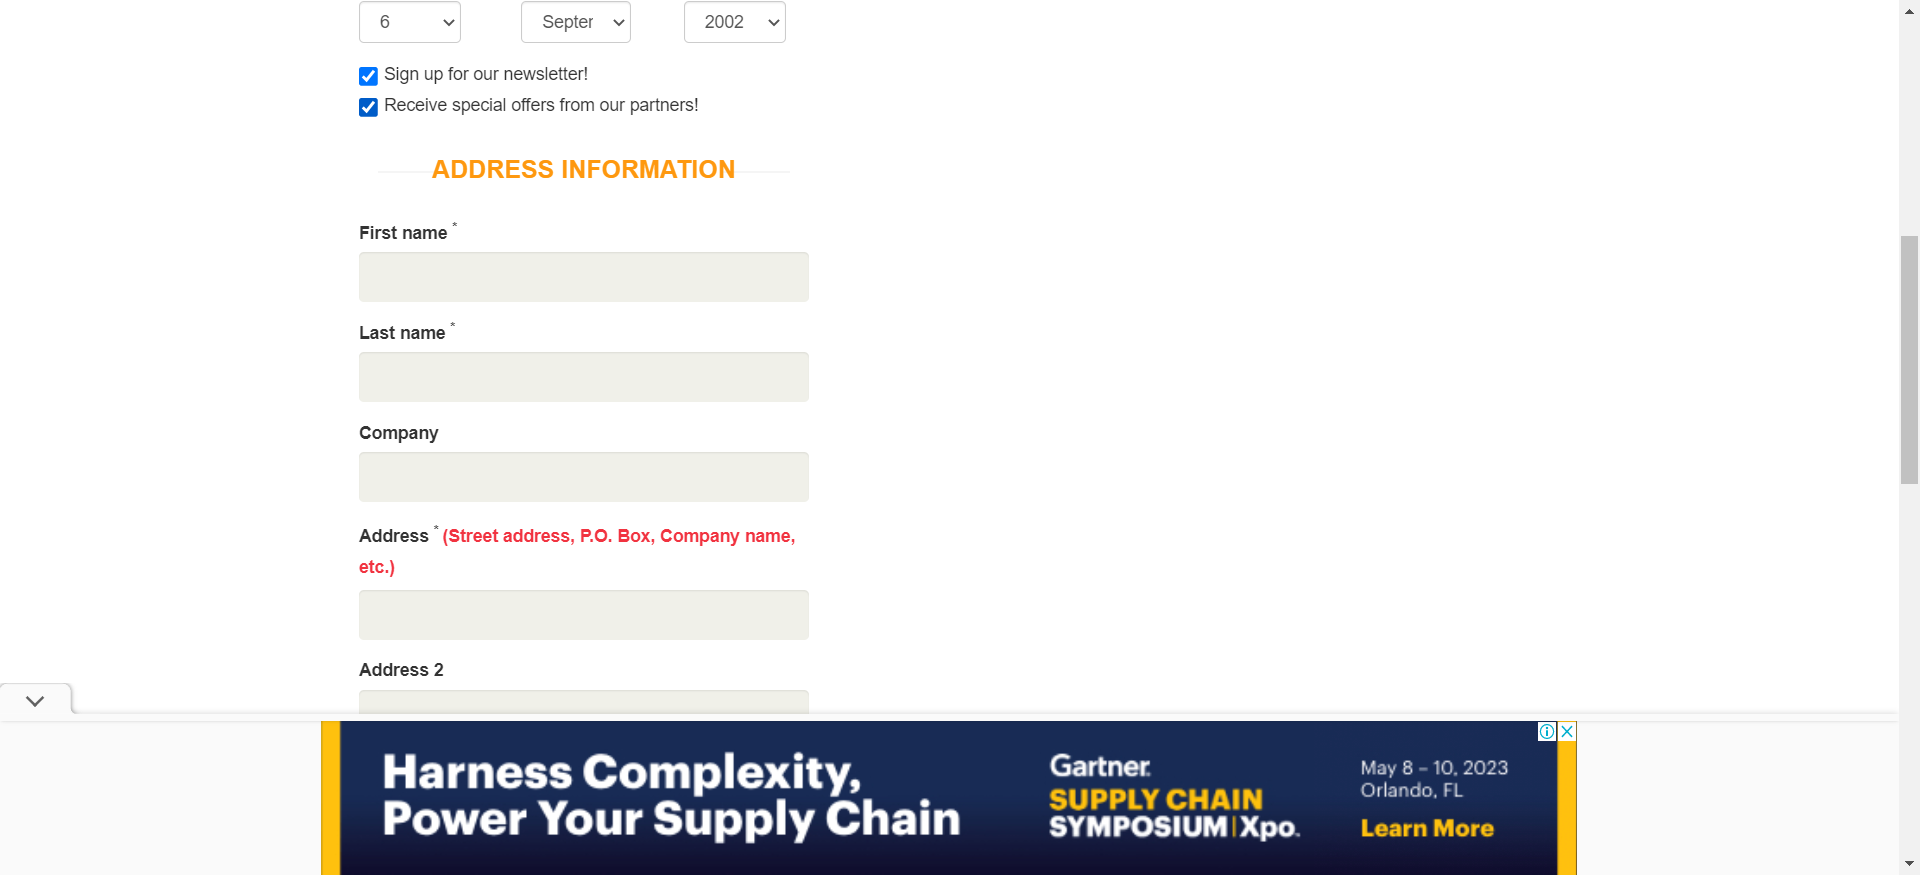 6 Septer 2002
Sign up for our newsletter!
Receive special offers from our partners!
ADDRESS INFORMATION
First name *
Last name *
Company
Address * (Street address, P.O. Box, Company name,
etc.)
Address 2
Harness Complexity,
Power Your Supply Chain
Gartner
SUPPLY CHAIN
SYMPOSIUM|Xpo.
May 8 – 10, 2023
Orlando, FL
Learn More